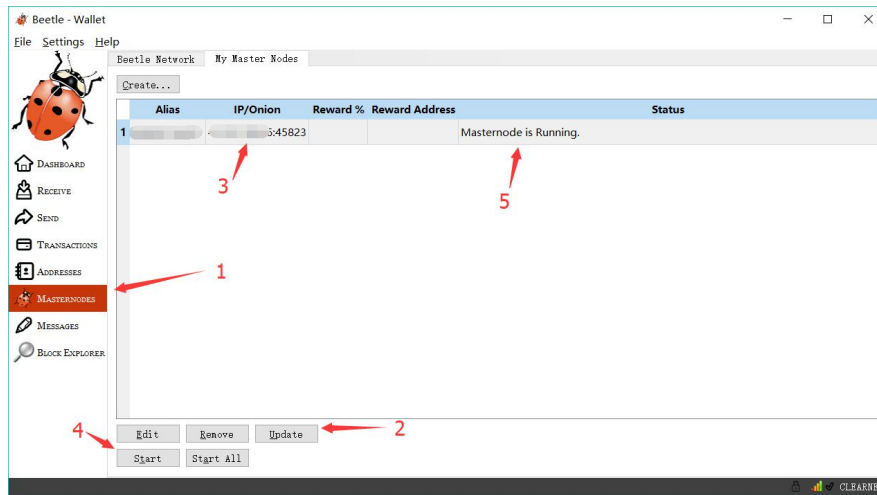 Beetle - Wallet
File Settings Help
Beetle Network My Master Nodes
Create...
Alias IP/Onion Reward % Reward Address Status
1 5:45823 Masternode is Running.
3
5
DASHBOARD
RECEIVE
SEND
TRANSACTIONS
ADDRESSES
1
MASTERNODES
MESSAGES
BLOCK EXPLORER
4 Edit Remove Update 2
Start Start All
CLEARNE